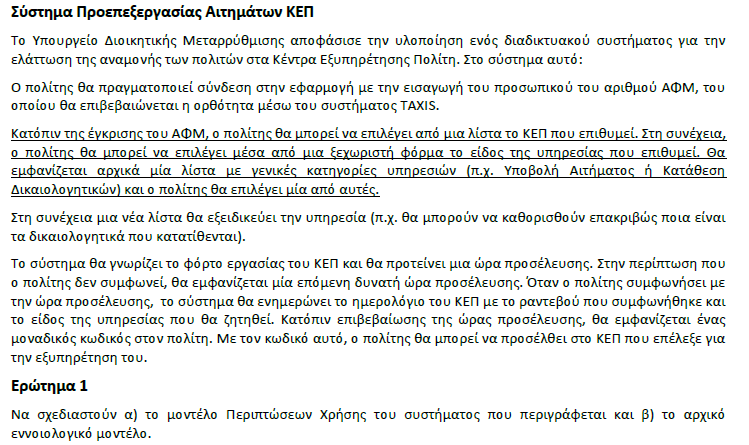 Σύστημα Προεπεξεργασίας Αιτημάτων ΚΕΠ
Το Υπουργείο Διοικητικής Μεταρρύθμισης αποφάσισε την υλοποίηση ενός διαδικτυακού συστήματος για την
ελάττωση της αναμονής των πολιτών στα Κέντρα Εξυπηρέτησης Πολίτη. Στο σύστημα αυτό:
Ο πολίτης θα πραγματοποιεί σύνδεση στην εφαρμογή με την εισαγωγή του προσωπικού του αριθμού ΑΦΜ, του
οποίου θα επιβεβαιώνεται η ορθότητα μέσω του συστήματος TAXIS.
Κατόπιν της έγκρισης του ΑΦΜ, ο πολίτης θα μπορεί να επιλέγει από μια λίστα το ΚΕΠ που επιθυμεί. Στη συνέχεια,
ο πολίτης θα μπορεί να επιλέγει μέσα από μια ξεχωριστή φόρμα το είδος της υπηρεσίας που επιθυμεί. Θα
εμφανίζεται αρχικά μία λίστα με γενικές κατηγορίες υπηρεσιών (π.χ. Υποβολή Αιτήματος ή Κατάθεση
Δικαιολογητικών) και ο πολίτης θα επιλέγει μία από αυτές.
Στη συνέχεια μια νέα λίστα θα εξειδικεύει την υπηρεσία (π.χ. θα μπορούν να καθορισθούν επακριβώς ποια είναι
τα δικαιολογητικά που κατατίθενται).
Το σύστημα θα γνωρίζει το φόρτο εργασίας του ΚΕΠ και θα προτείνει μια ώρα προσέλευσης. Στην περίπτωση που
ο πολίτης δεν συμφωνεί, θα εμφανίζεται μία επόμενη δυνατή ώρα προσέλευσης. Όταν ο πολίτης συμφωνήσει με
την ώρα προσέλευσης, το σύστημα θα ενημερώνει το ημερολόγιο του ΚΕΠ με το ραντεβού που συμφωνήθηκε και
το είδος της υπηρεσίας που θα ζητηθεί. Κατόπιν επιβεβαίωσης της ώρας προσέλευσης, θα εμφανίζεται ένας
μοναδικός κωδικός στον πολίτη. Με τον κωδικό αυτό, ο πολίτης θα μπορεί να προσέλθει στο ΚΕΠ που επέλεξε για
την εξυπηρέτηση του.
Ερώτημα 1
Να σχεδιαστούν α) το μοντέλο Περιπτώσεων Χρήσης του συστήματος που περιγράφεται και β) το αρχικό
εννοιολογικό μοντέλο.